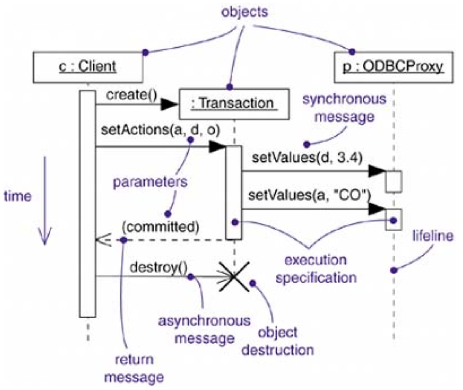 objects
c : Client
p : ODBCProxy
create()
: Transaction
synchronous
message
setActions(a, d, o)
setValues(d, 3.4)
parameters
time
setValues(a, "CO")
(committed)
execution
specification
lifeline
destroy()
asynchronous
message
object
destruction
return
message